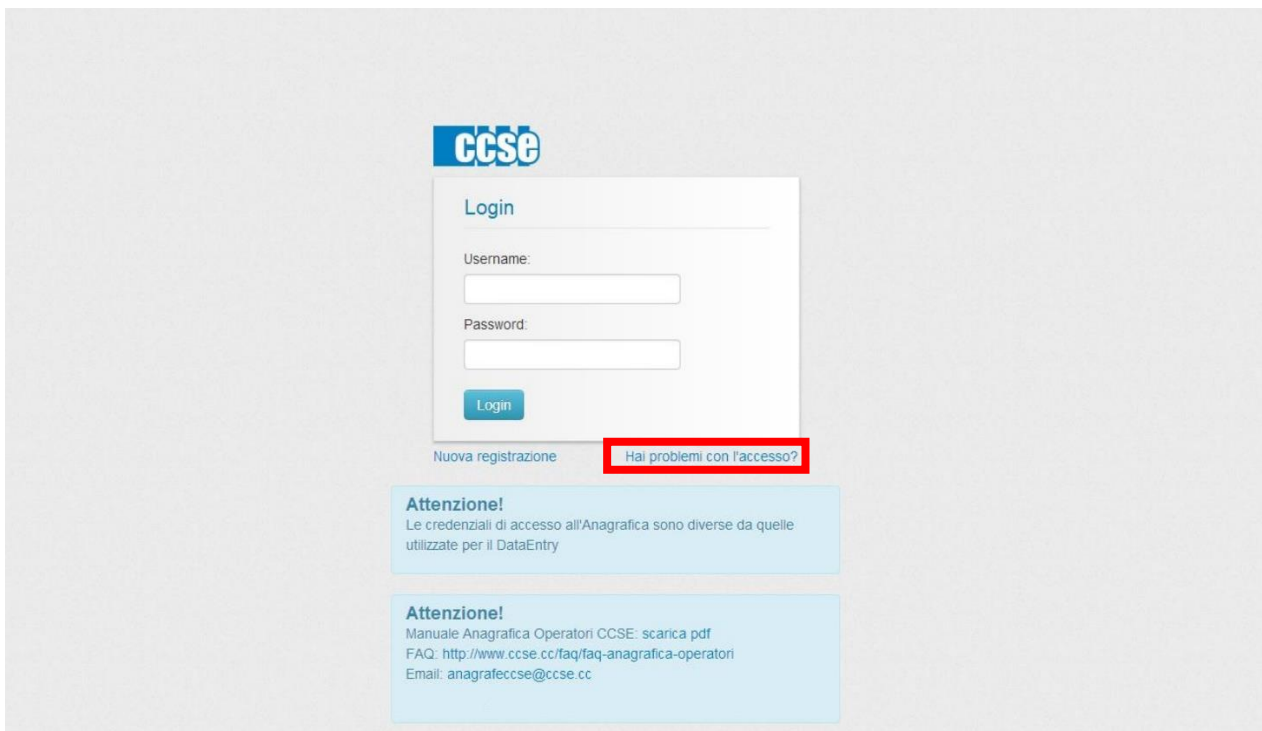 ccse
Login
Username:
Password:
Login
Nuova registrazione
Hai problemi con l'accesso?
Attenzione!
Le credenziali di accesso all'Anagrafica sono diverse da quelle
utilizzate per il DataEntry
Attenzione!
Manuale Anagrafica Operatori CCSE: scarica pdf
FAQ: http://www.ccse.cc/faq/faq-anagrafica-operatori
Email: anagrafeccse@ccse.cc